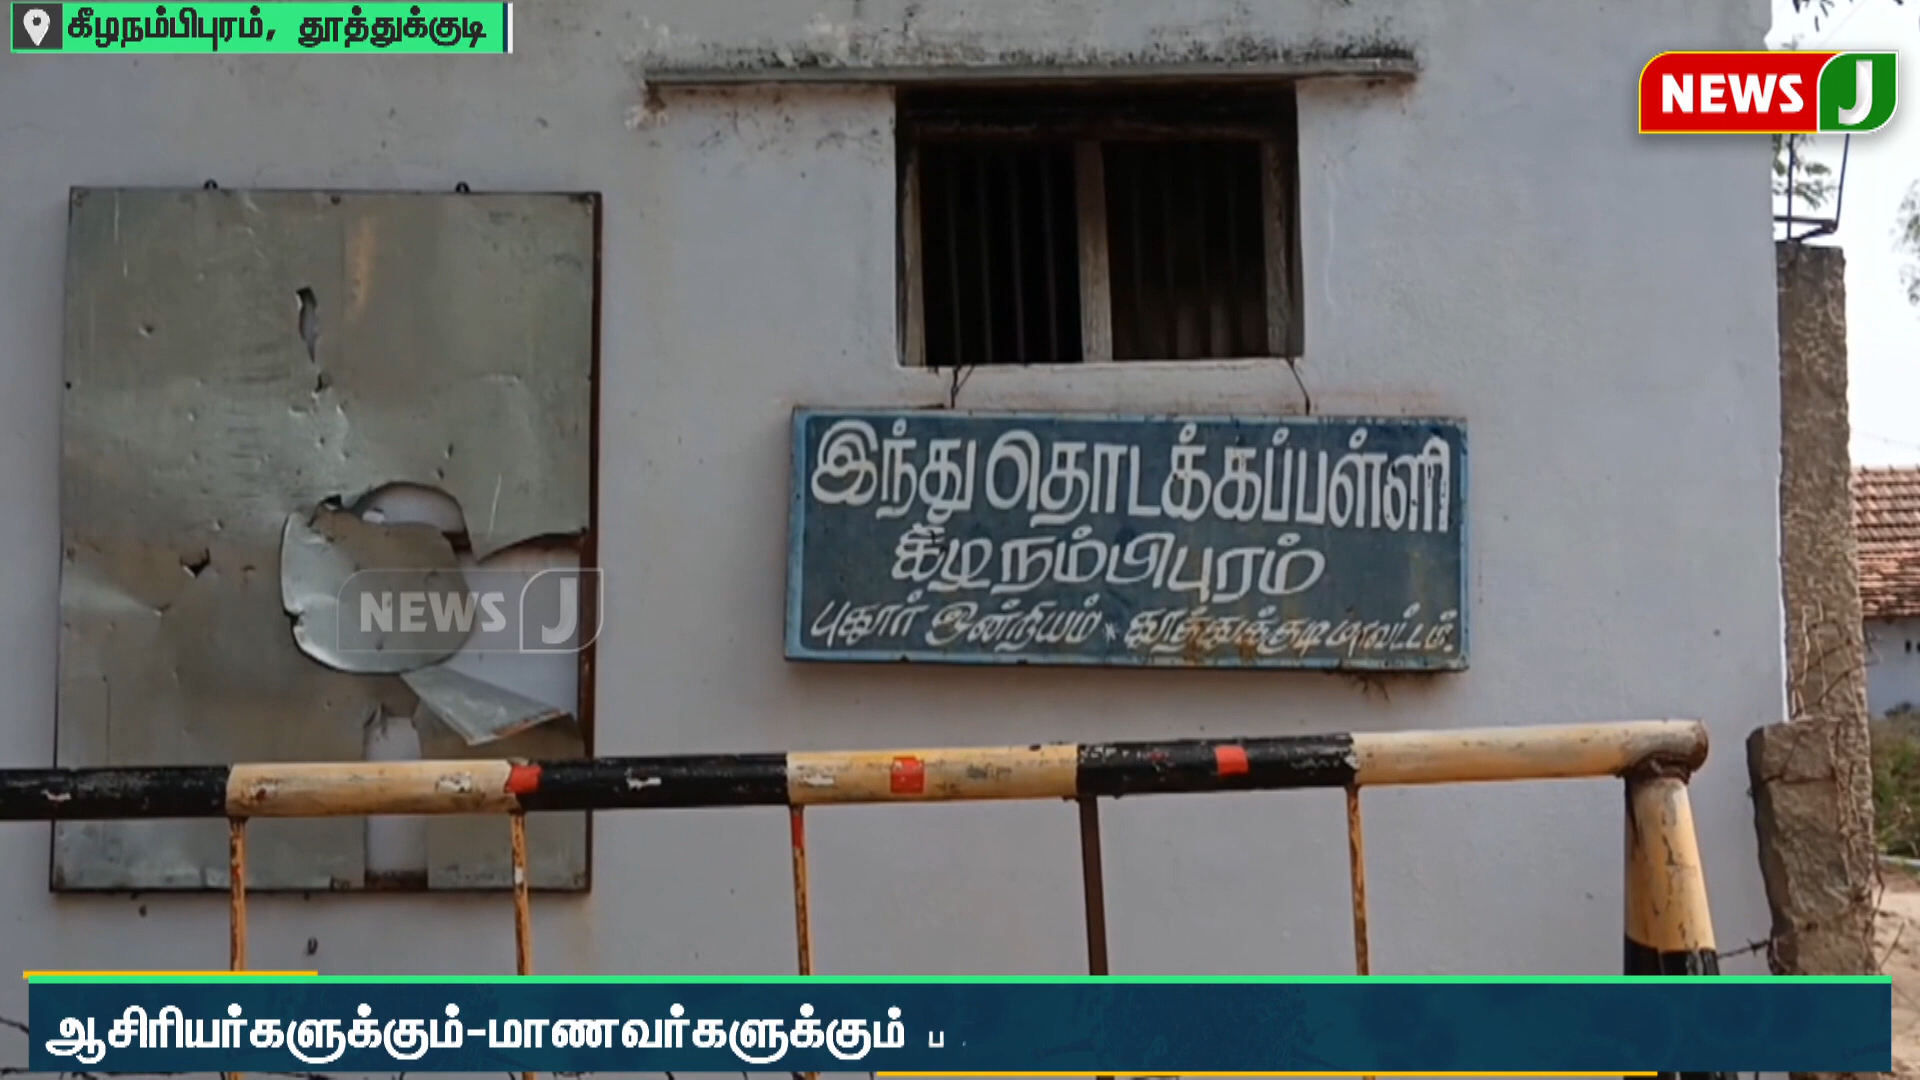 கீழநம்பிபுரம், தூத்துக்குடி
NEWS J
இந்து தொடக்கப்பள்ளி
கீழநம்பிபுரம்
புதூர் ஒன்றியம் * தூத்துக்குடி மாவட்டம்.
NEWS J
ஆசிரியர்களுக்கும்-மாணவர்களுக்கும் ப